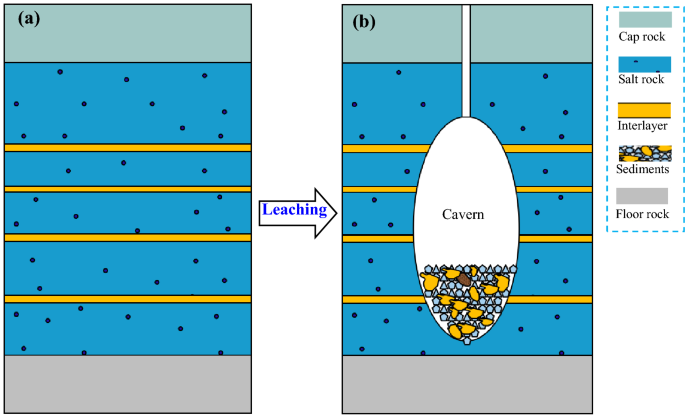 (a)
(b)
Leaching
Cavern
Cap rock
Salt rock
Interlayer
Sediments
Floor rock